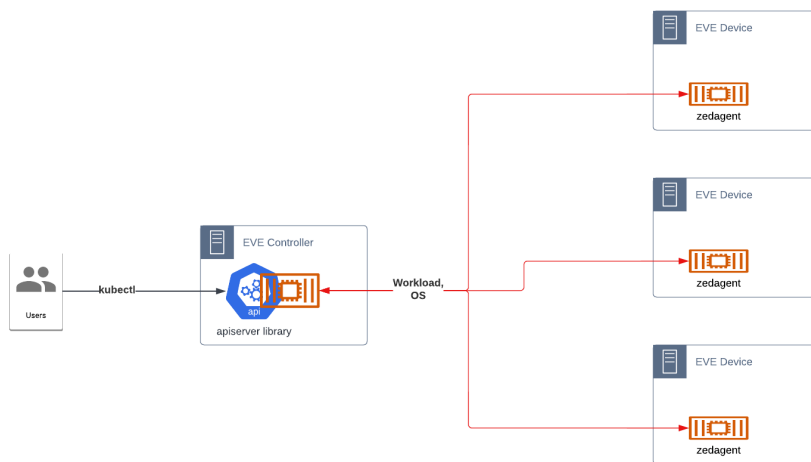 EVE Device
zedagent
EVE Device
zedagent
EVE Controller
Workload,
OS
kubectl
api
Users
apiserver library
EVE Device
zedagent